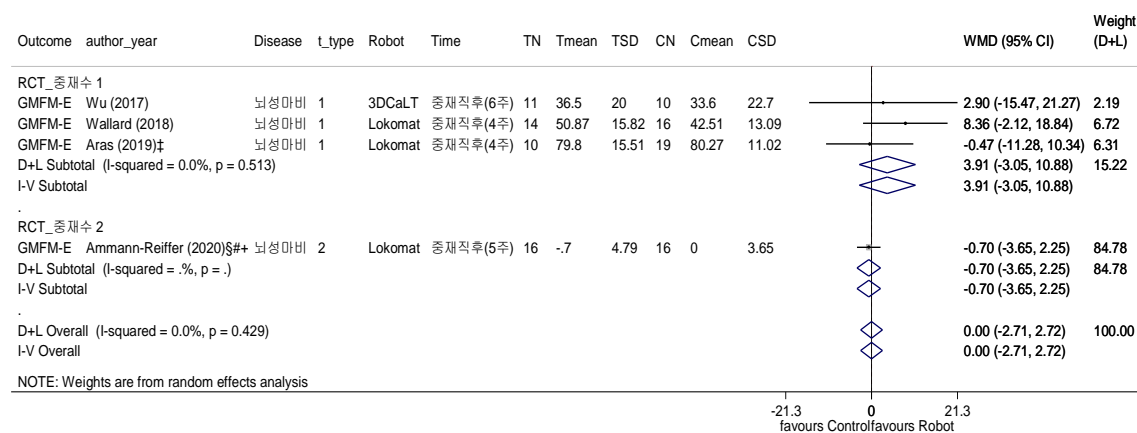 Weight
Outcome author_year Disease t_type Robot Time TN Tmean TSD CN Cmean CSD WMD (95% CI) (D+L)
RCT_중재수 1
GMFM-E Wu (2017) 뇌성마비 1 3DCaLT 중재직후(6주) 11 36.5 20 10 33.6 22.7 2.90 (-15.47, 21.27) 2.19
GMFM-E Wallard (2018) 뇌성마비 1 Lokomat 중재직후(4주) 14 50.87 15.82 16 42.51 13.09 8.36 (-2.12, 18.84) 6.72
GMFM-E Aras (2019)‡ 뇌성마비 1 Lokomat 중재직후(4주) 10 79.8 15.51 19 80.27 11.02 -0.47 (-11.28, 10.34) 6.31
D+L Subtotal (I-squared = 0.0%, p = 0.513) 3.91 (-3.05, 10.88) 15.22
I-V Subtotal 3.91 (-3.05, 10.88)
.
RCT_중재수 2
GMFM-E Ammann-Reiffer (2020)§#+ 뇌성마비 2 Lokomat 중재직후(5주) 16 -.7 4.79 16 0 3.65 -0.70 (-3.65, 2.25) 84.78
D+L Subtotal (I-squared = .%, p = .) -0.70 (-3.65, 2.25) 84.78
I-V Subtotal -0.70 (-3.65, 2.25)
.
D+L Overall (I-squared = 0.0%, p = 0.429) 0.00 (-2.71, 2.72) 100.00
I-V Overall 0.00 (-2.71, 2.72)
NOTE: Weights are from random effects analysis
-21.3 0 21.3
favours Controlfavours Robot